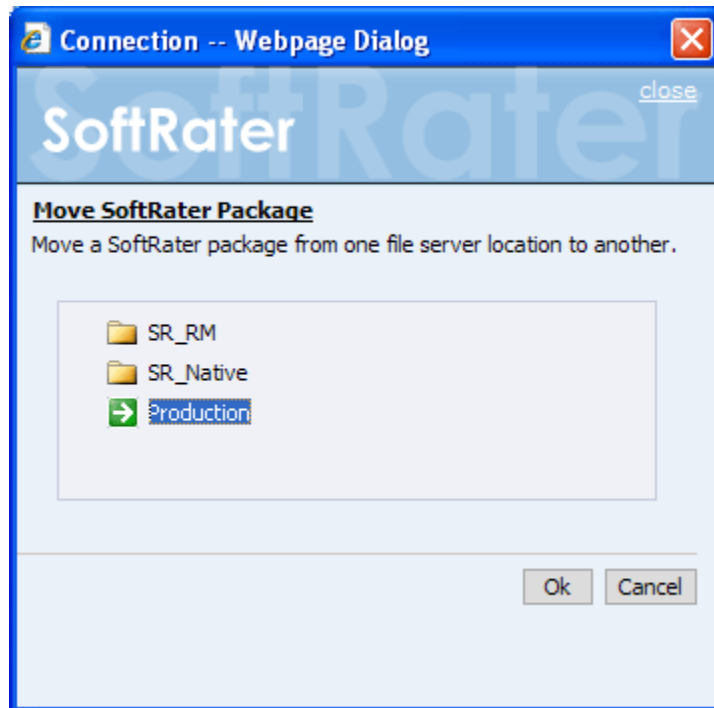 Connection -- Webpage Dialog
SoftRater
close
SoftRater
Move SoftRater Package
Move a SoftRater package from one file server location to another.
SR_RM
SR_Native
Production
Ok Cancel